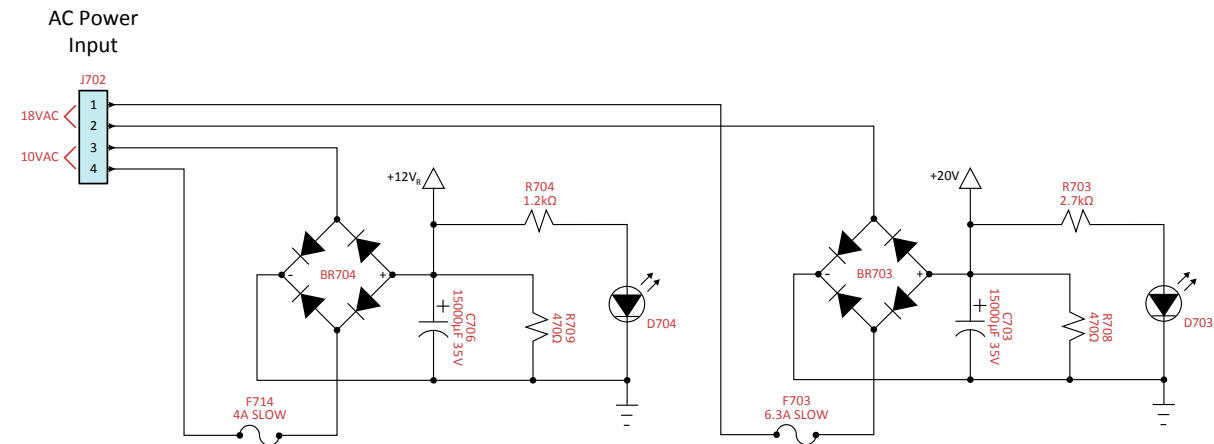 AC Power
Input
J702
1
18VAC
2
3
10VAC
4
+12VR
R704
1.2kΩ
- BR704 +
+
C706
15000µF 35V
R709
470Ω
D704
F714
4A SLOW
+20V
R703
2.7kΩ
- BR703 +
+
C703
15000µF 35V
R708
470Ω
D703
F703
6.3A SLOW